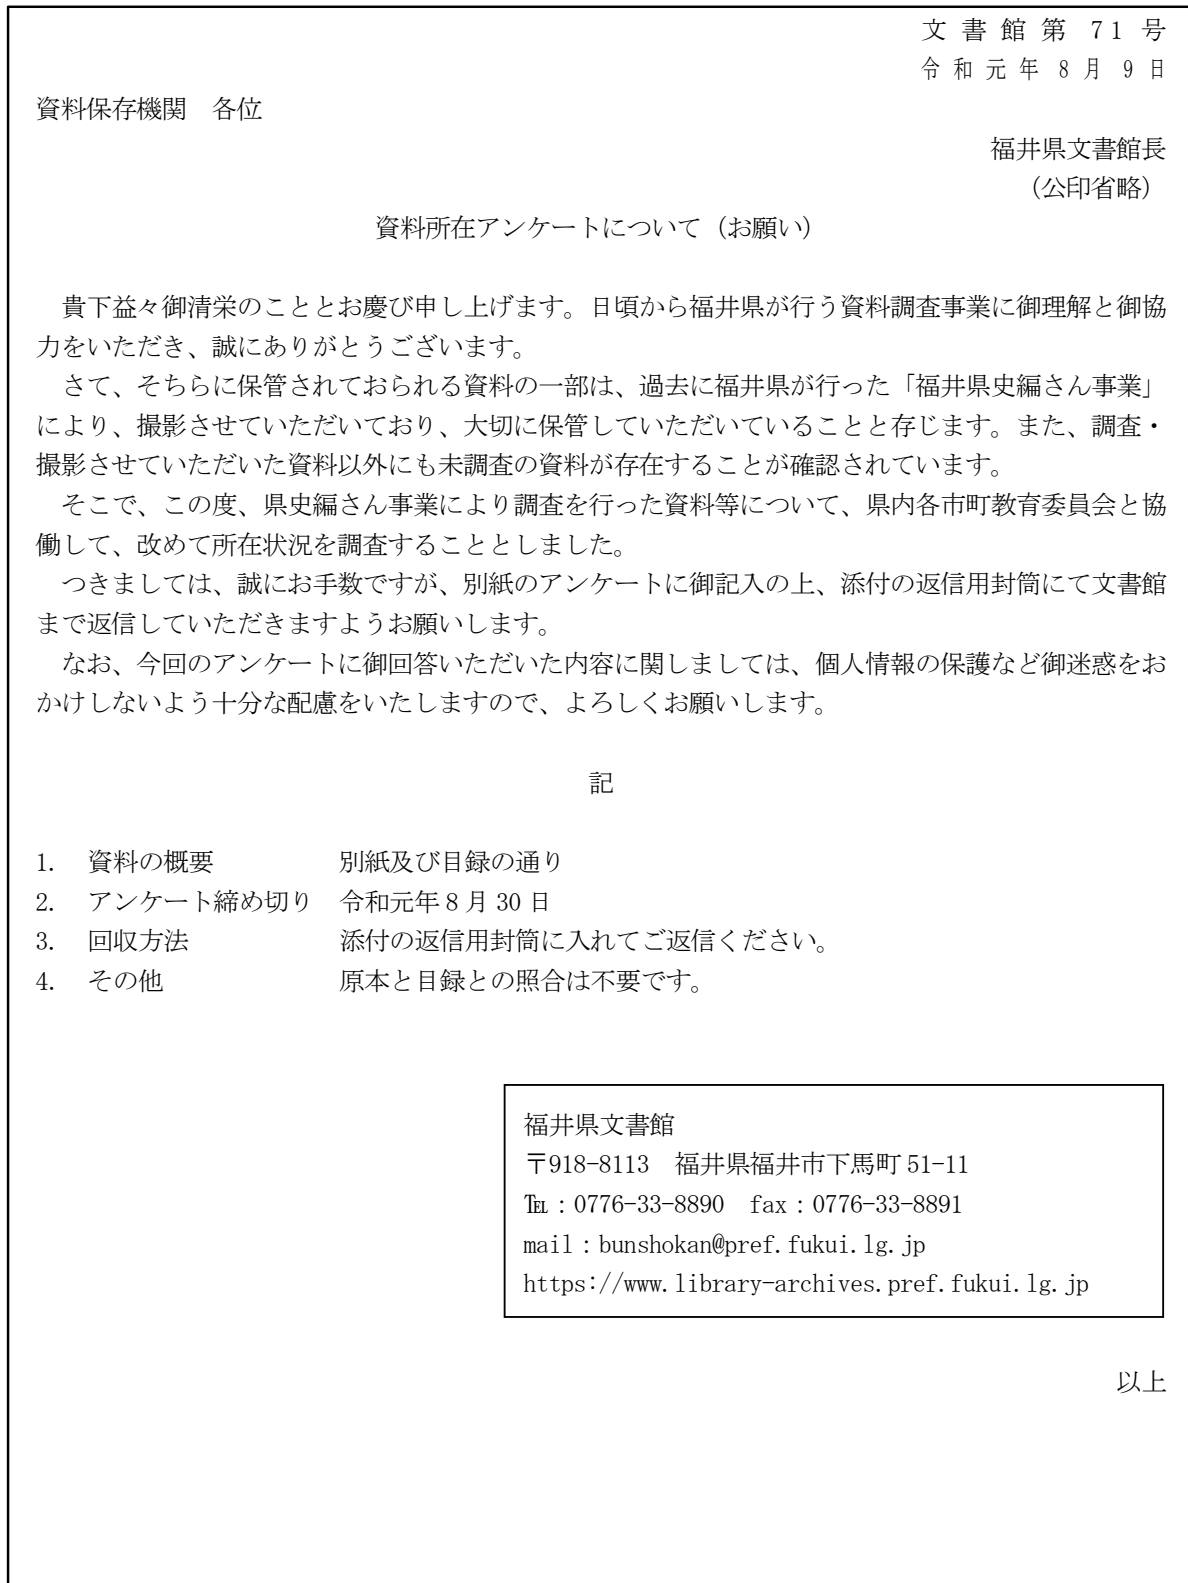 文書館第 71 号
令和元年 8 月 9 日
資料保存機関　各位
福井県文書館長
（公印省略）
資料所在アンケートについて（お願い）
　貴下益々御清栄のこととお慶び申し上げます。日頃から福井県が行う資料調査事業に御理解と御協
力をいただき、誠にありがとうございます。
　さて、そちらに保管されておられる資料の一部は、過去に福井県が行った「福井県史編さん事業」
により、撮影させていただいており、大切に保管していただいていることと存じます。また、調査・
撮影させていただいた資料以外にも未調査の資料が存在することが確認されています。
　そこで、この度、県史編さん事業により調査を行った資料等について、県内各市町教育委員会と協
働して、改めて所在状況を調査することとしました。
　つきましては、誠にお手数ですが、別紙のアンケートに御記入の上、添付の返信用封筒にて文書館
まで返信していただきますようお願いします。
　なお、今回のアンケートに御回答いただいた内容に関しましては、個人情報の保護など御迷惑をお
かけしないよう十分な配慮をいたしますので、よろしくお願いします。
記
1.　資料の概要　別紙及び目録の通り
2.　アンケート締め切り　令和元年 8 月 30 日
3.　回収方法　添付の返信用封筒に入れてご返信ください。
4.　その他　原本と目録との照合は不要です。
福井県文書館
〒918-8113　福井県福井市下馬町 51-11
℡：0776-33-8890　fax：0776-33-8891
mail：bunshokan@pref.fukui.lg.jp
https://www.library-archives.pref.fukui.lg.jp
以上